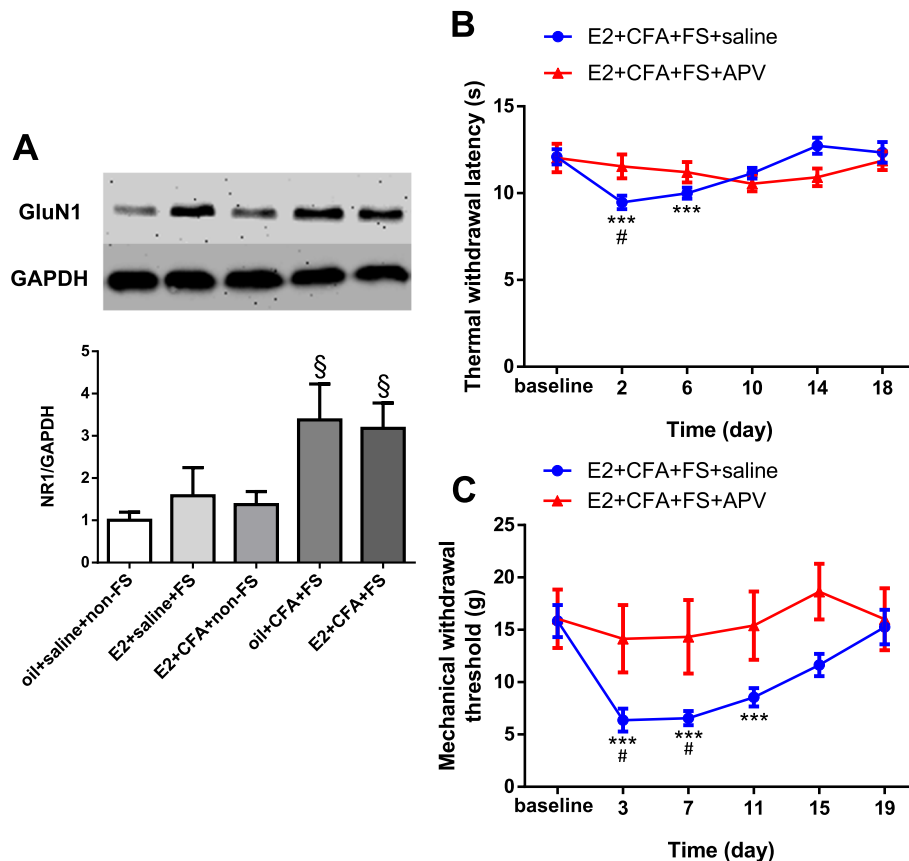 A
GluN1
GAPDH
NR1/GAPDH
5
4
3
2
1
0
§
§
oil+saline+non-FS
E2+saline+FS
E2+CFA+non-FS
oil+CFA+FS
E2+CFA+FS
B
E2+CFA+FS+saline
E2+CFA+FS+APV
Thermal withdrawal latency (s)
15
10
5
0
***
#
***
baseline 2 6 10 14 18
Time (day)
C
E2+CFA+FS+saline
E2+CFA+FS+APV
Mechanical withdrawal
threshold (g)
25
20
15
10
5
0
***
#
***
#
***
baseline 3 7 11 15 19
Time (day)